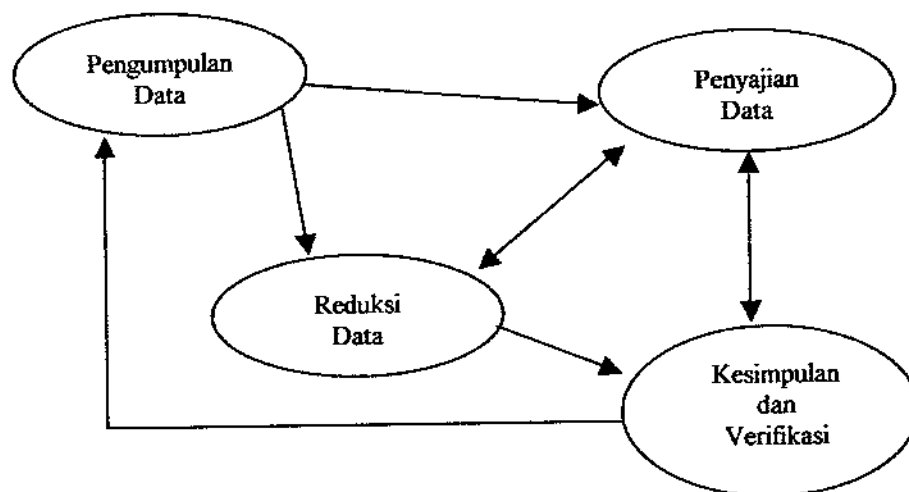 Pengumpulan
Data
Penyajian
Data
Reduksi
Data
Kesimpulan
dan
Verifikasi